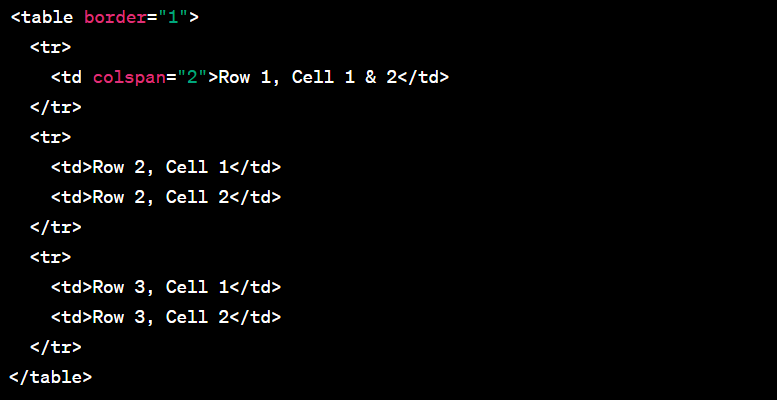 <table border="1">
  <tr>
    <td colspan="2">Row 1, Cell 1 & 2</td>
  </tr>
  <tr>
    <td>Row 2, Cell 1</td>
    <td>Row 2, Cell 2</td>
  </tr>
  <tr>
    <td>Row 3, Cell 1</td>
    <td>Row 3, Cell 2</td>
  </tr>
</table>